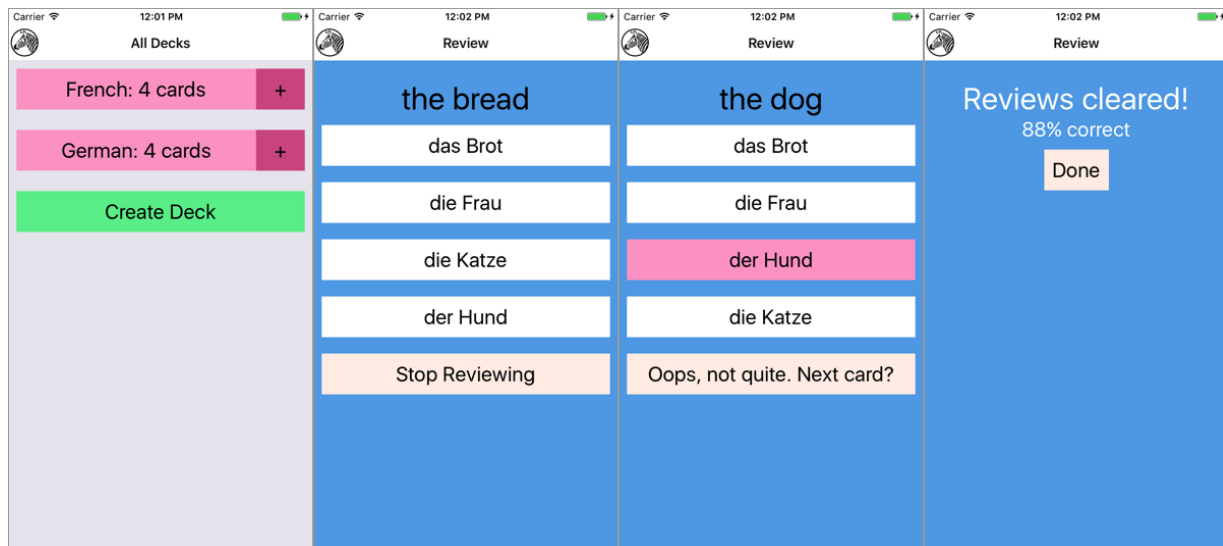 Carrier 12:01 PM
All Decks
French: 4 cards +
German: 4 cards +
Create Deck
Carrier 12:02 PM
Review
the bread
das Brot
die Frau
die Katze
der Hund
Stop Reviewing
Carrier 12:02 PM
Review
the dog
das Brot
die Frau
der Hund
die Katze
Oops, not quite. Next card?
Carrier 12:02 PM
Review
Reviews cleared!
88% correct
Done